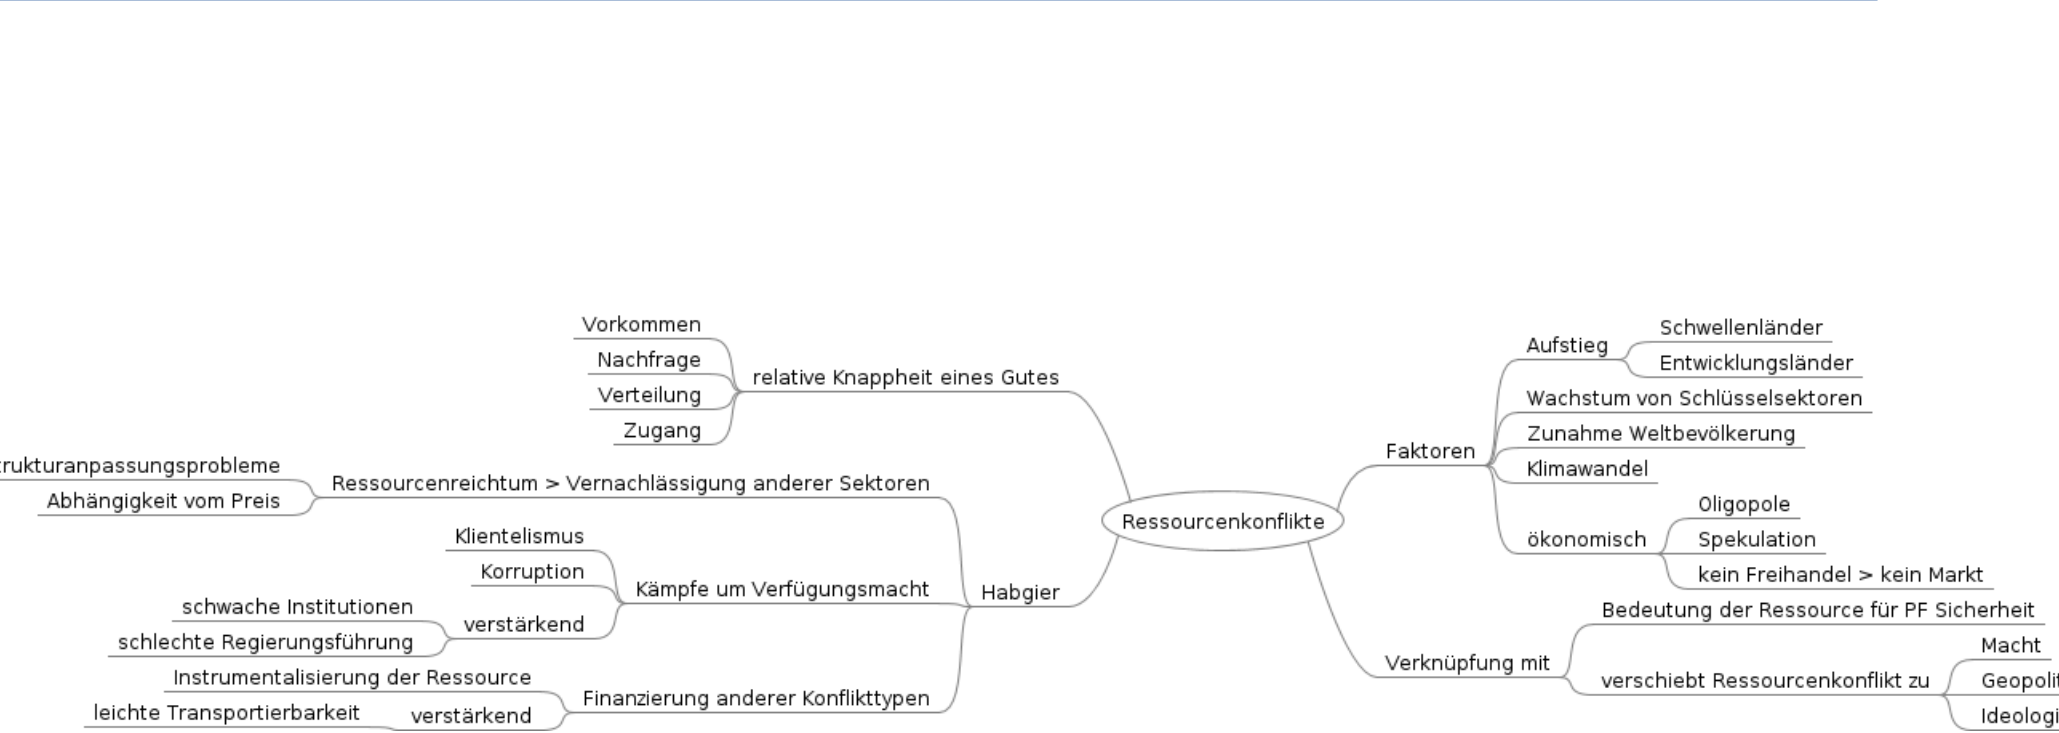 Ressourcenkonflikte
relative Knappheit eines Gutes
Vorkommen
Nachfrage
Verteilung
Zugang
Habgier
Ressourcenreichtum > Vernachlässigung anderer Sektoren
trukturanpassungsprobleme
Abhängigkeit vom Preis
Kämpfe um Verfügungsmacht
Klientelismus
Korruption
verstärkend
schwache Institutionen
schlechte Regierungsführung
Finanzierung anderer Konflikttypen
Instrumentalisierung der Ressource
verstärkend
leichte Transportierbarkeit
Faktoren
Aufstieg
Schwellenländer
Entwicklungsländer
Wachstum von Schlüsselsektoren
Zunahme Weltbevölkerung
Klimawandel
ökonomisch
Oligopole
Spekulation
kein Freihandel > kein Markt
Verknüpfung mit
Bedeutung der Ressource für PF Sicherheit
verschiebt Ressourcenkonflikt zu
Macht
Geopolit
Ideologi